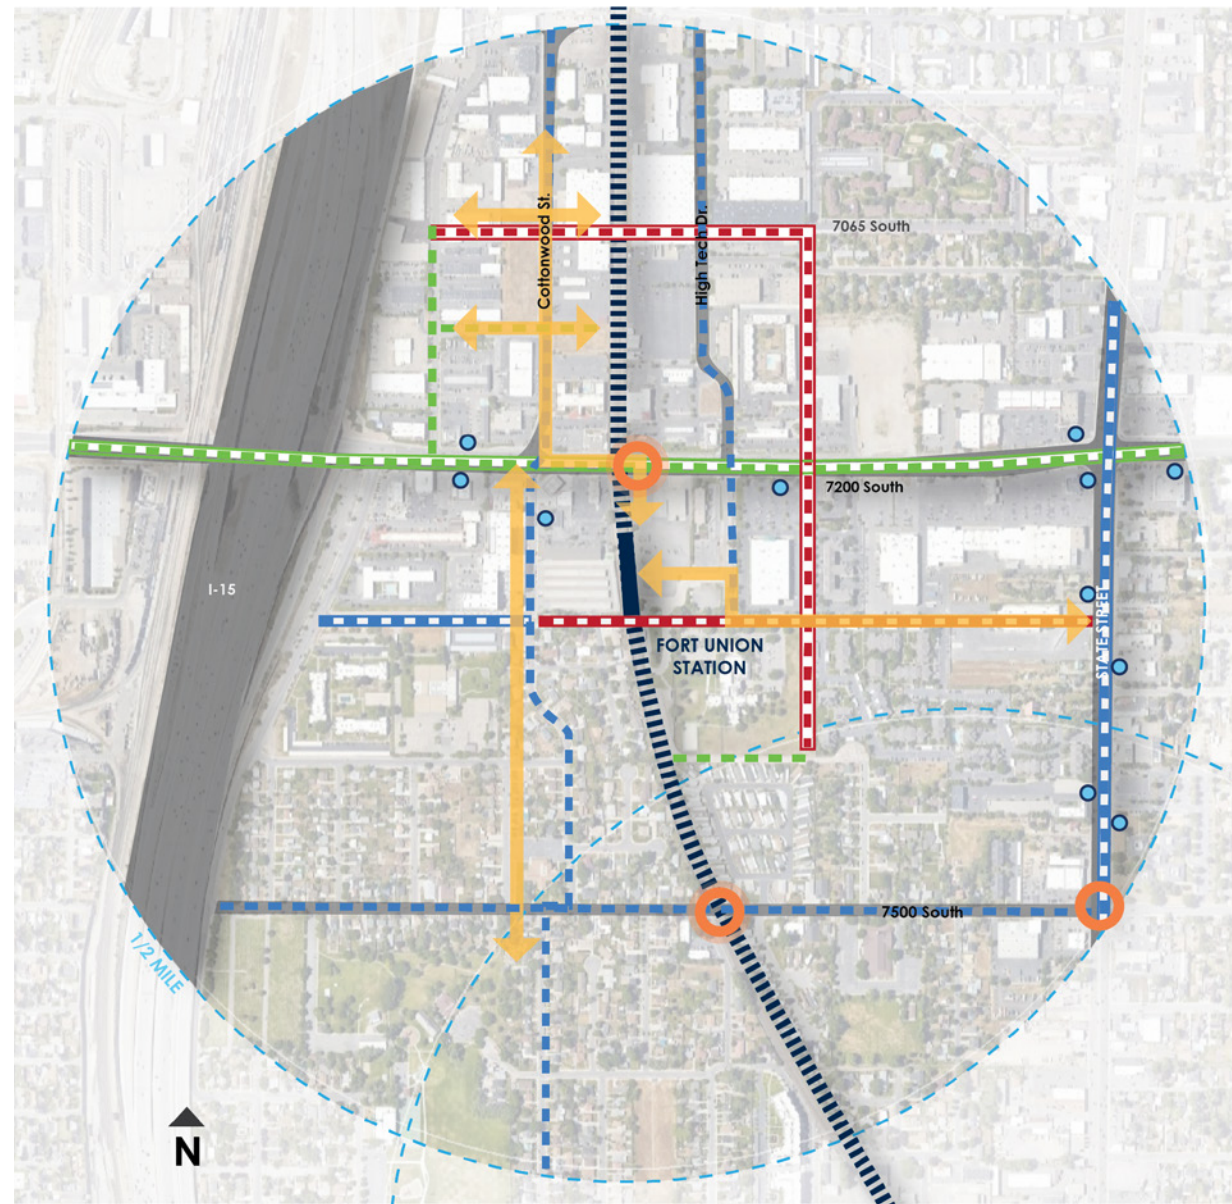 Cottonwood St.
High Tech Dr.
7065 South
7200 South
I-15
FORT UNION
STATION
STATE STREET
7500 South
1/2 MILE
N